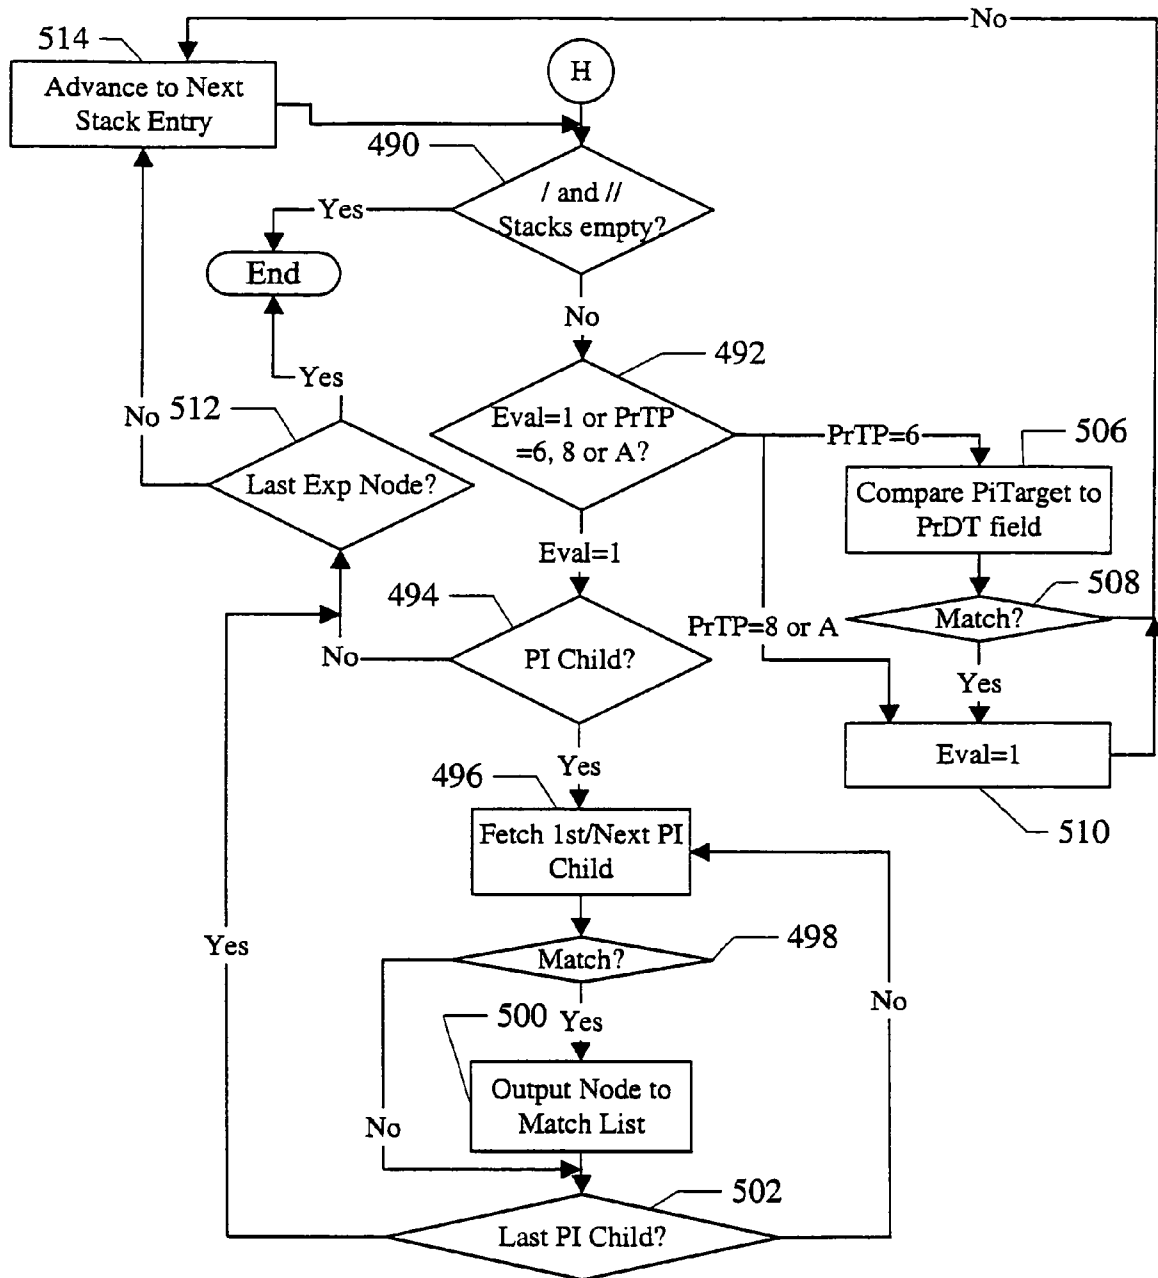 No
514
Advance to Next
Stack Entry
H
490
/ and //
Stacks empty?
Yes
End
No
492
Yes
No
512
Eval=1 or PrTP
=6, 8 or A?
PrTP=6
506
Compare PiTarget to
PrDT field
Last Exp Node?
Eval=1
494
508
Match?
PrTP=8 or A
No
PI Child?
Yes
Yes
496
Eval=1
510
Fetch 1st/Next PI
Child
Yes
498
Match?
No
500
Yes
Output Node to
Match List
No
502
Last PI Child?